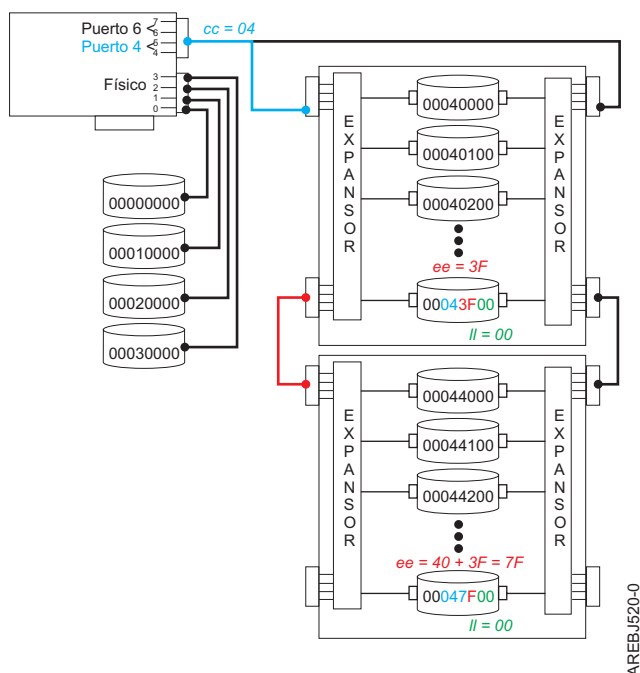 Puerto 6
Puerto 4
7
6
5
4
cc = 04
Físico
3
2
1
0
00000000
00010000
00020000
00030000
EXPANSOR
00040000
00040100
00040200
ee = 3F
00043F00
ll = 00
EXPANSOR
EXPANSOR
00044000
00044100
00044200
ee = 40 + 3F = 7F
00047F00
ll = 00
EXPANSOR
AREBJ520-0